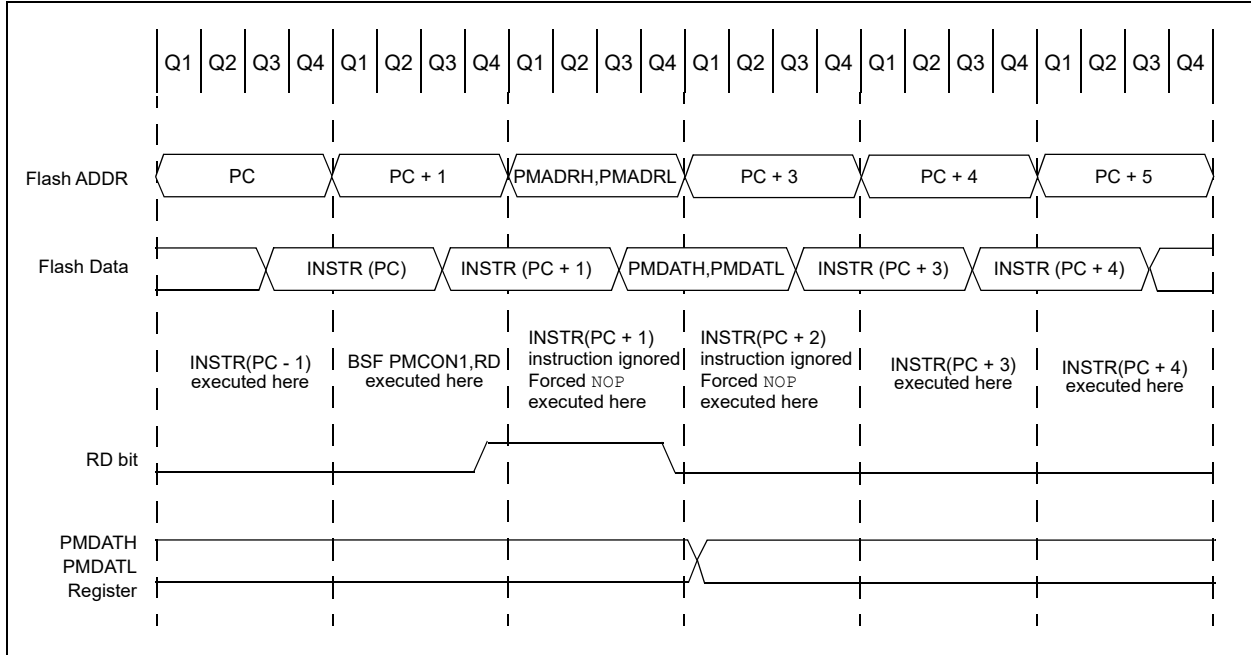 Q1 Q2 Q3 Q4 Q1 Q2 Q3 Q4 Q1 Q2 Q3 Q4 Q1 Q2 Q3 Q4 Q1 Q2 Q3 Q4 Q1 Q2 Q3 Q4
Flash ADDR PC PC + 1 PMADRH,PMADRL PC + 3 PC + 4 PC + 5
Flash Data INSTR (PC) INSTR (PC + 1) PMDATH,PMDATL INSTR (PC + 3) INSTR (PC + 4)
INSTR(PC - 1)
executed here
BSF PMCON1,RD
executed here
INSTR(PC + 1)
instruction ignored
Forced NOP
executed here
INSTR(PC + 2)
instruction ignored
Forced NOP
executed here
INSTR(PC + 3)
executed here
INSTR(PC + 4)
executed here
RD bit
PMDATH
PMDATL
Register